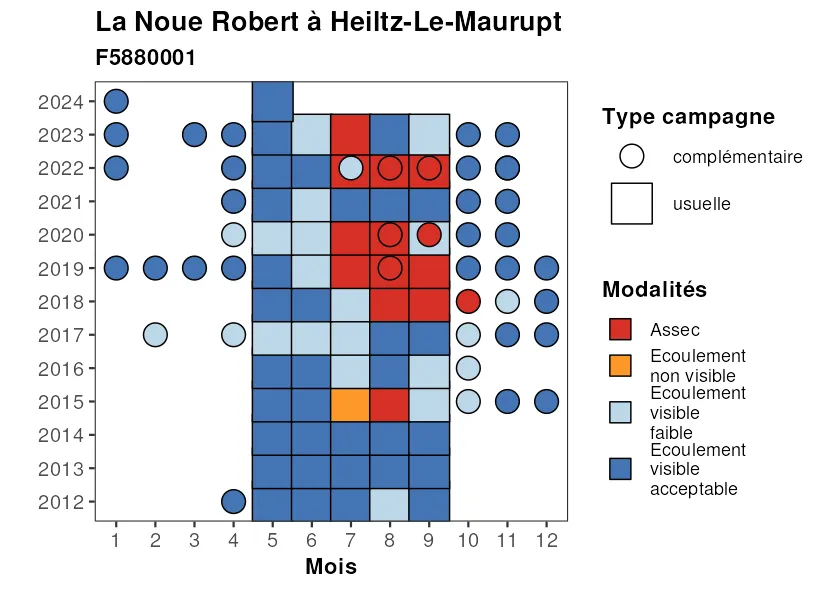 La Noue Robert à Heiltz-Le-Maurupt
F5880001
2024
2023
2022
2021
2020
2019
2018
2017
2016
2015
2014
2013
2012
1 2 3 4 5 6 7 8 9 10 11 12
Mois
Type campagne
complémentaire
usuelle
Modalités
Assec
Ecoulement
non visible
Ecoulement
visible
faible
Ecoulement
visible
acceptable